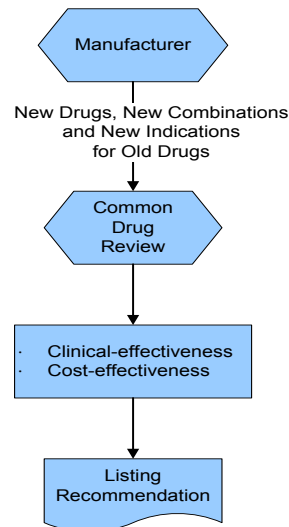 Manufacturer
New Drugs, New Combinations
and New Indications
for Old Drugs
Common
Drug
Review
· Clinical-effectiveness
· Cost-effectiveness
Listing
Recommendation